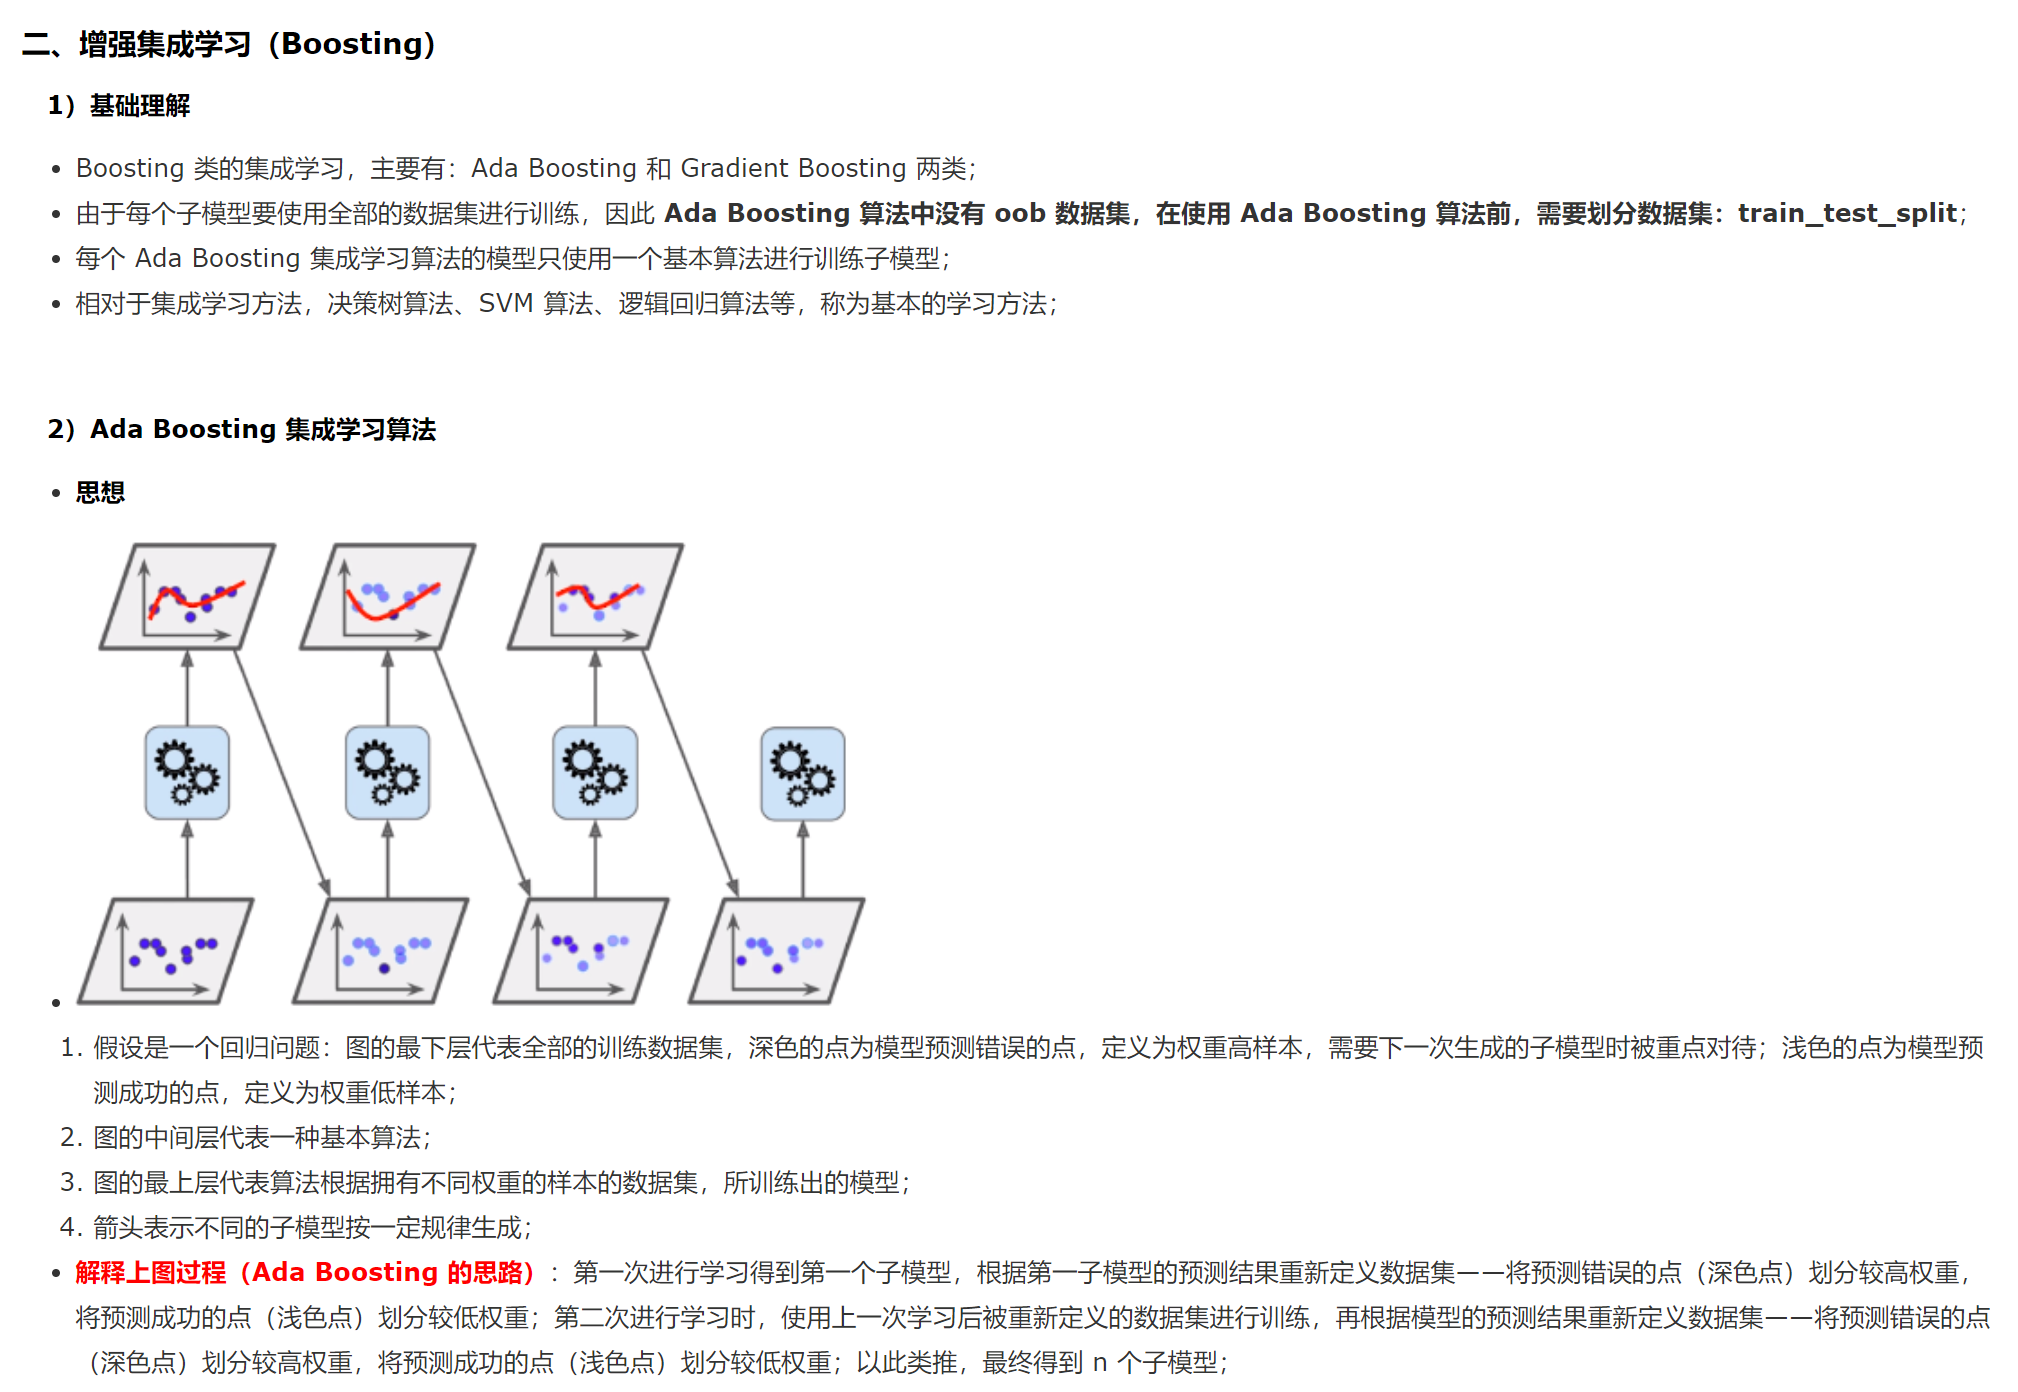 二、增强集成学习（Boosting）
1）基础理解
• Boosting 类的集成学习，主要有：Ada Boosting 和 Gradient Boosting 两类；
• 由于每个子模型要使用全部的数据集进行训练，因此 Ada Boosting 算法中没有 oob 数据集，在使用 Ada Boosting 算法前，需要划分数据集：train_test_split；
• 每个 Ada Boosting 集成学习算法的模型只使用一个基本算法进行训练子模型；
• 相对于集成学习方法，决策树算法、SVM 算法、逻辑回归算法等，称为基本的学习方法；
2）Ada Boosting 集成学习算法
• 思想
1. 假设是一个回归问题：图的最下层代表全部的训练数据集，深色的点为模型预测错误的点，定义为权重高样本，需要下一次生成的子模型时被重点对待；浅色的点为模型预
测成功的点，定义为权重低样本；
2. 图的中间层代表一种基本算法；
3. 图的最上层代表算法根据拥有不同权重的样本的数据集，所训练出的模型；
4. 箭头表示不同的子模型按一定规律生成；
• 解释上图过程（Ada Boosting 的思路）：第一次进行学习得到第一个子模型，根据第一子模型的预测结果重新定义数据集——将预测错误的点（深色点）划分较高权重，
将预测成功的点（浅色点）划分较低权重；第二次进行学习时，使用上一次学习后被重新定义的数据集进行训练，再根据模型的预测结果重新定义数据集——将预测错误的点
（深色点）划分较高权重，将预测成功的点（浅色点）划分较低权重；以此类推，最终得到 n 个子模型；